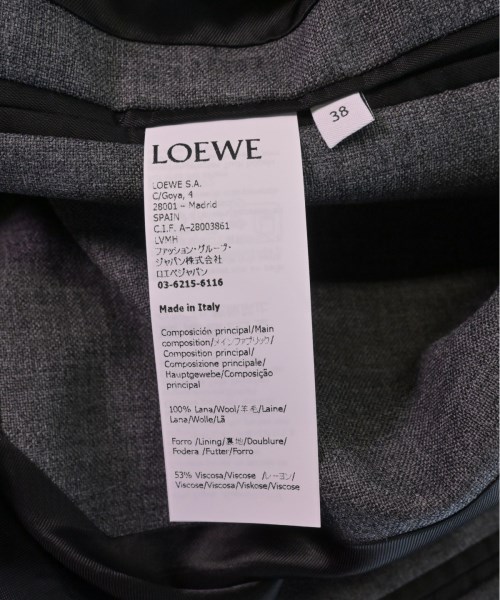 38
LOEWE
LOEWE S.A.
C/Goya, 4
28001 – Madrid
SPAIN
C.I.F. A-28003861
LVMH
ファッション・グループ・
ジャパン株式会社
ロエベジャパン
03-6215-6116
Made in Italy
Composición principal/Main
composition/メインファブリック/
Composition principal/
Composizione principale/
Hauptgewebe/Composição
principal
100% Lana/Wool/羊毛/Laine/
Lana/Wolle/Lã
Forro /Lining/裏地/Doublure/
Fodera /Futter/Forro
53% Viscosa/Viscose /レーヨン/
Viscose/Viscosa/Viskose/Viscose